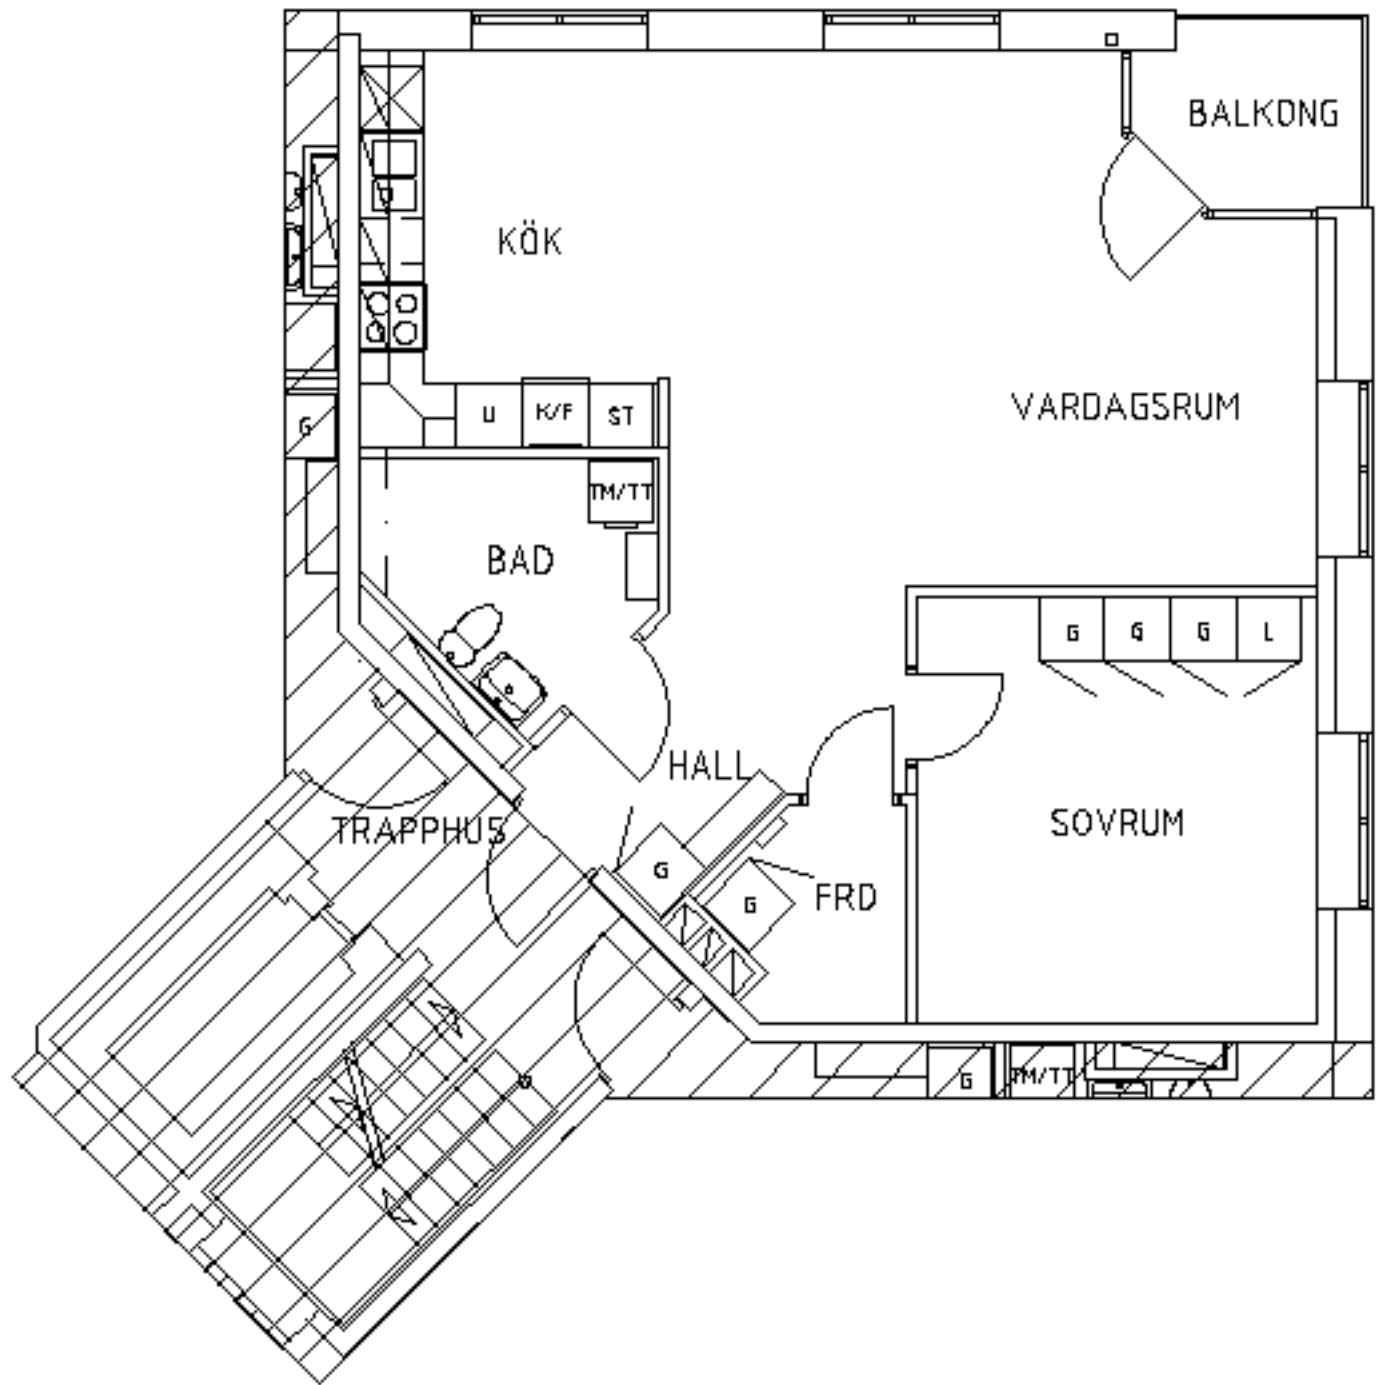 BALKONG
KÖK
VARDAGSRUM
U
K/F
ST
G
TM/TT
BAD
G
G
G
L
HALL
TRAPPHUS
SOVRUM
G
G
FRD
G
TM/TT